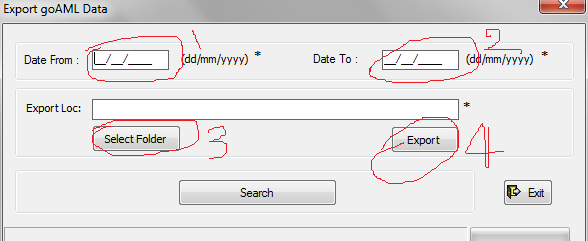 Export goAML Data
1 2
Date From : __/__/____ (dd/mm/yyyy) * Date To : __/__/____ (dd/mm/yyyy) *
Export Loc: *
Select Folder 3 Export 4
Search Exit